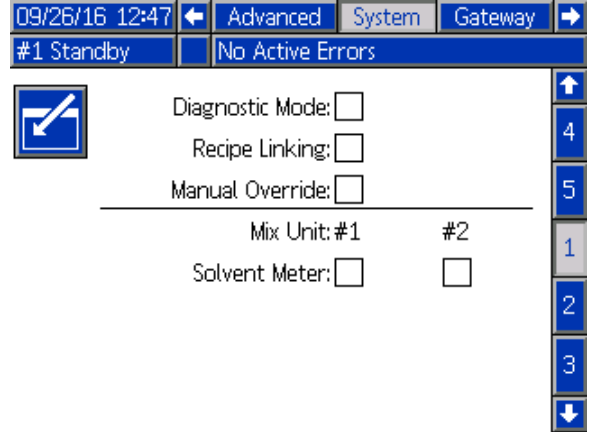 09/26/16 12:47 Advanced System Gateway
#1 Standby No Active Errors
Diagnostic Mode:
Recipe Linking:
Manual Override:
Mix Unit: #1 #2
Solvent Meter:
4
5
1
2
3